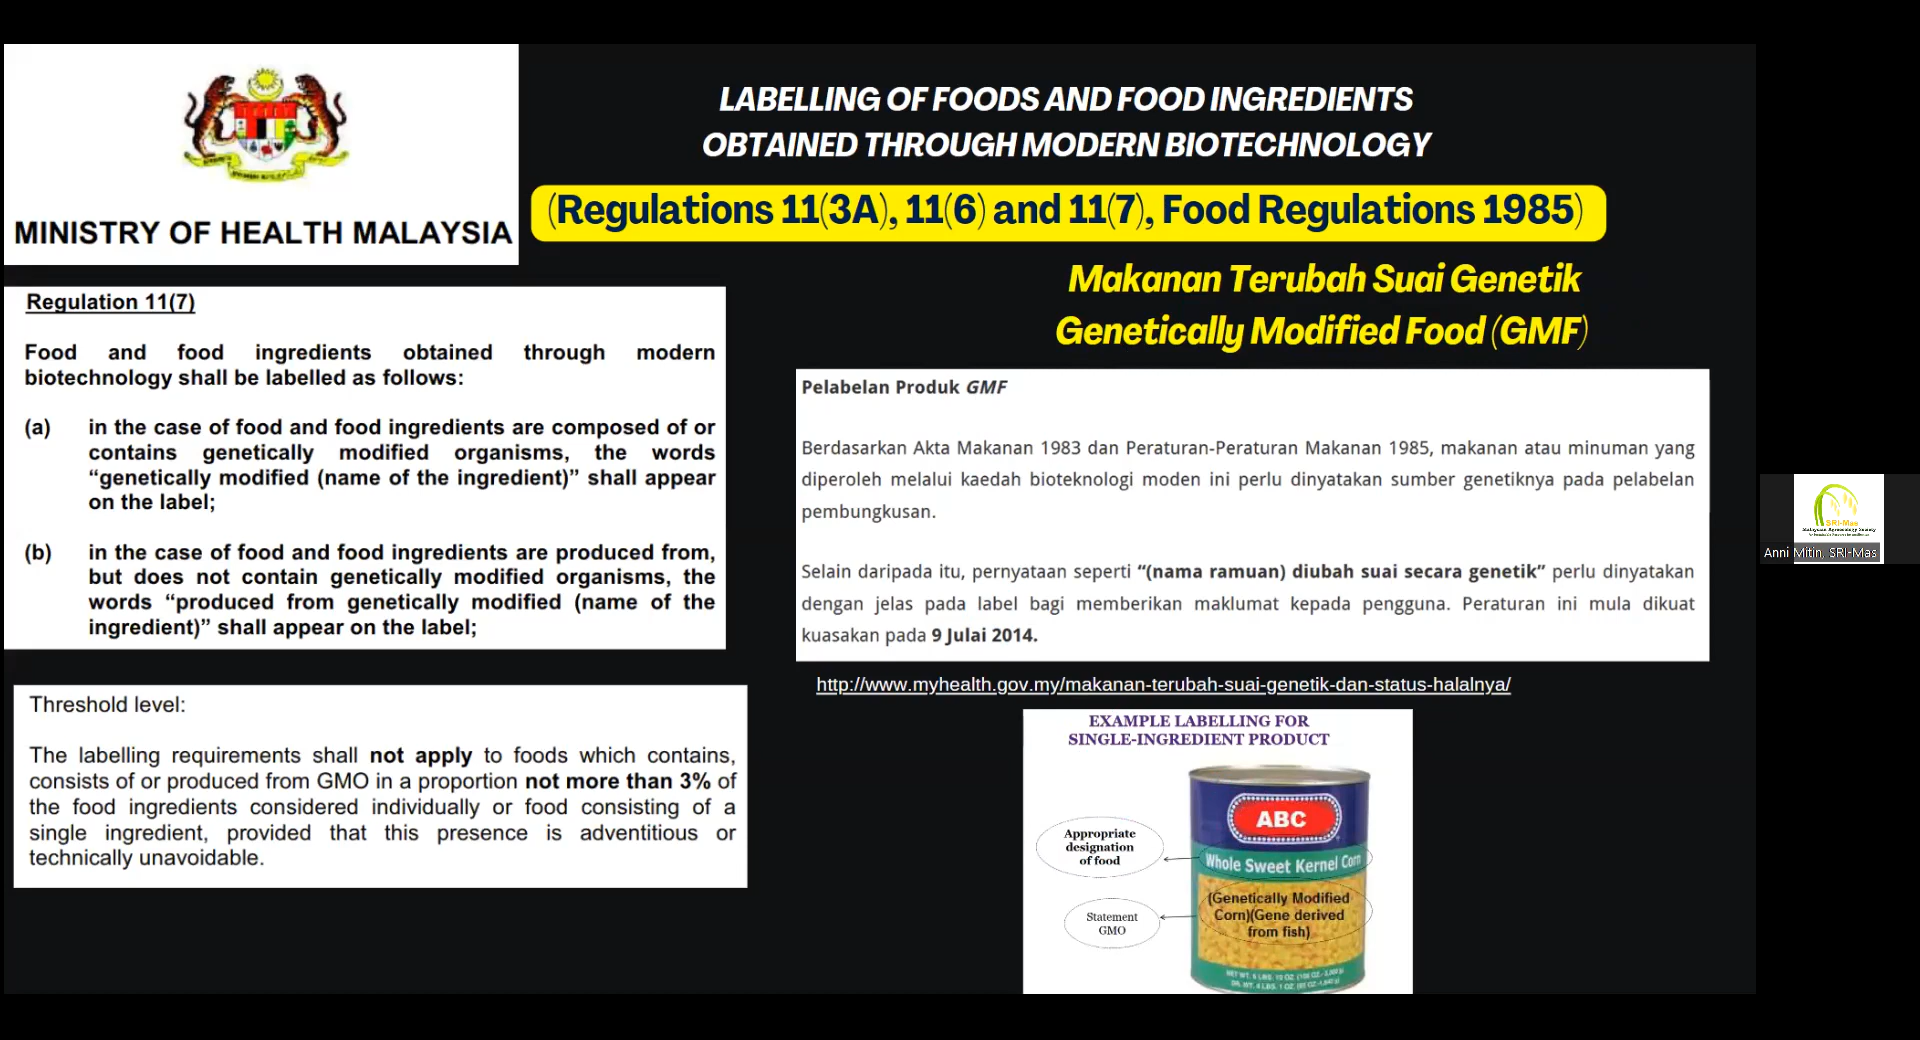 MINISTRY OF HEALTH MALAYSIA
LABELLING OF FOODS AND FOOD INGREDIENTS
OBTAINED THROUGH MODERN BIOTECHNOLOGY
(Regulations 11(3A), 11(6) and 11(7), Food Regulations 1985)
Makanan Terubah Suai Genetik
Genetically Modified Food (GMF)
Regulation 11(7)
Food and food ingredients obtained through modern
biotechnology shall be labelled as follows:
(a) in the case of food and food ingredients are composed of or
contains genetically modified organisms, the words
“genetically modified (name of the ingredient)” shall appear
on the label;
(b) in the case of food and food ingredients are produced from,
but does not contain genetically modified organisms, the
words “produced from genetically modified (name of the
ingredient)” shall appear on the label;
Threshold level:
The labelling requirements shall not apply to foods which contains,
consists of or produced from GMO in a proportion not more than 3% of
the food ingredients considered individually or food consisting of a
single ingredient, provided that this presence is adventitious or
technically unavoidable.
Pelabelan Produk GMF
Berdasarkan Akta Makanan 1983 dan Peraturan-Peraturan Makanan 1985, makanan atau minuman yang
diperoleh melalui kaedah bioteknologi moden ini perlu dinyatakan sumber genetiknya pada pelabelan
pembungkusan.
Selain daripada itu, pernyataan seperti “(nama ramuan) diubah suai secara genetik” perlu dinyatakan
dengan jelas pada label bagi memberikan maklumat kepada pengguna. Peraturan ini mula dikuat
kuasakan pada 9 Julai 2014.
http://www.myhealth.gov.my/makanan-terubah-suai-genetik-dan-status-halalnya/
EXAMPLE LABELLING FOR
SINGLE-INGREDIENT PRODUCT
Appropriate
designation
of food
Statement
GMO
ABC
Whole Sweet Kernel Corn
(Genetically Modified
Corn)(Gene derived
from fish)
SRI-Mas
Malaysian Agroecology Society
Anni Mitin, SRI-Mas